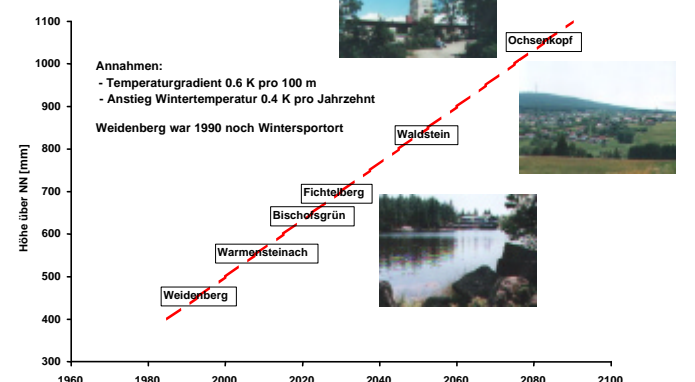 1100
1000
900
800
700
600
500
400
300
Höhe über NN [mm]
Annahmen:
- Temperaturgradient 0.6 K pro 100 m
- Anstieg Wintertemperatur 0.4 K pro Jahrzehnt
Weidenberg war 1990 noch Wintersportort
Ochsenkopf
Waldstein
Fichtelberg
Bischofsgrün
Warmensteinach
Weidenberg
1960 1980 2000 2020 2040 2060 2080 2100